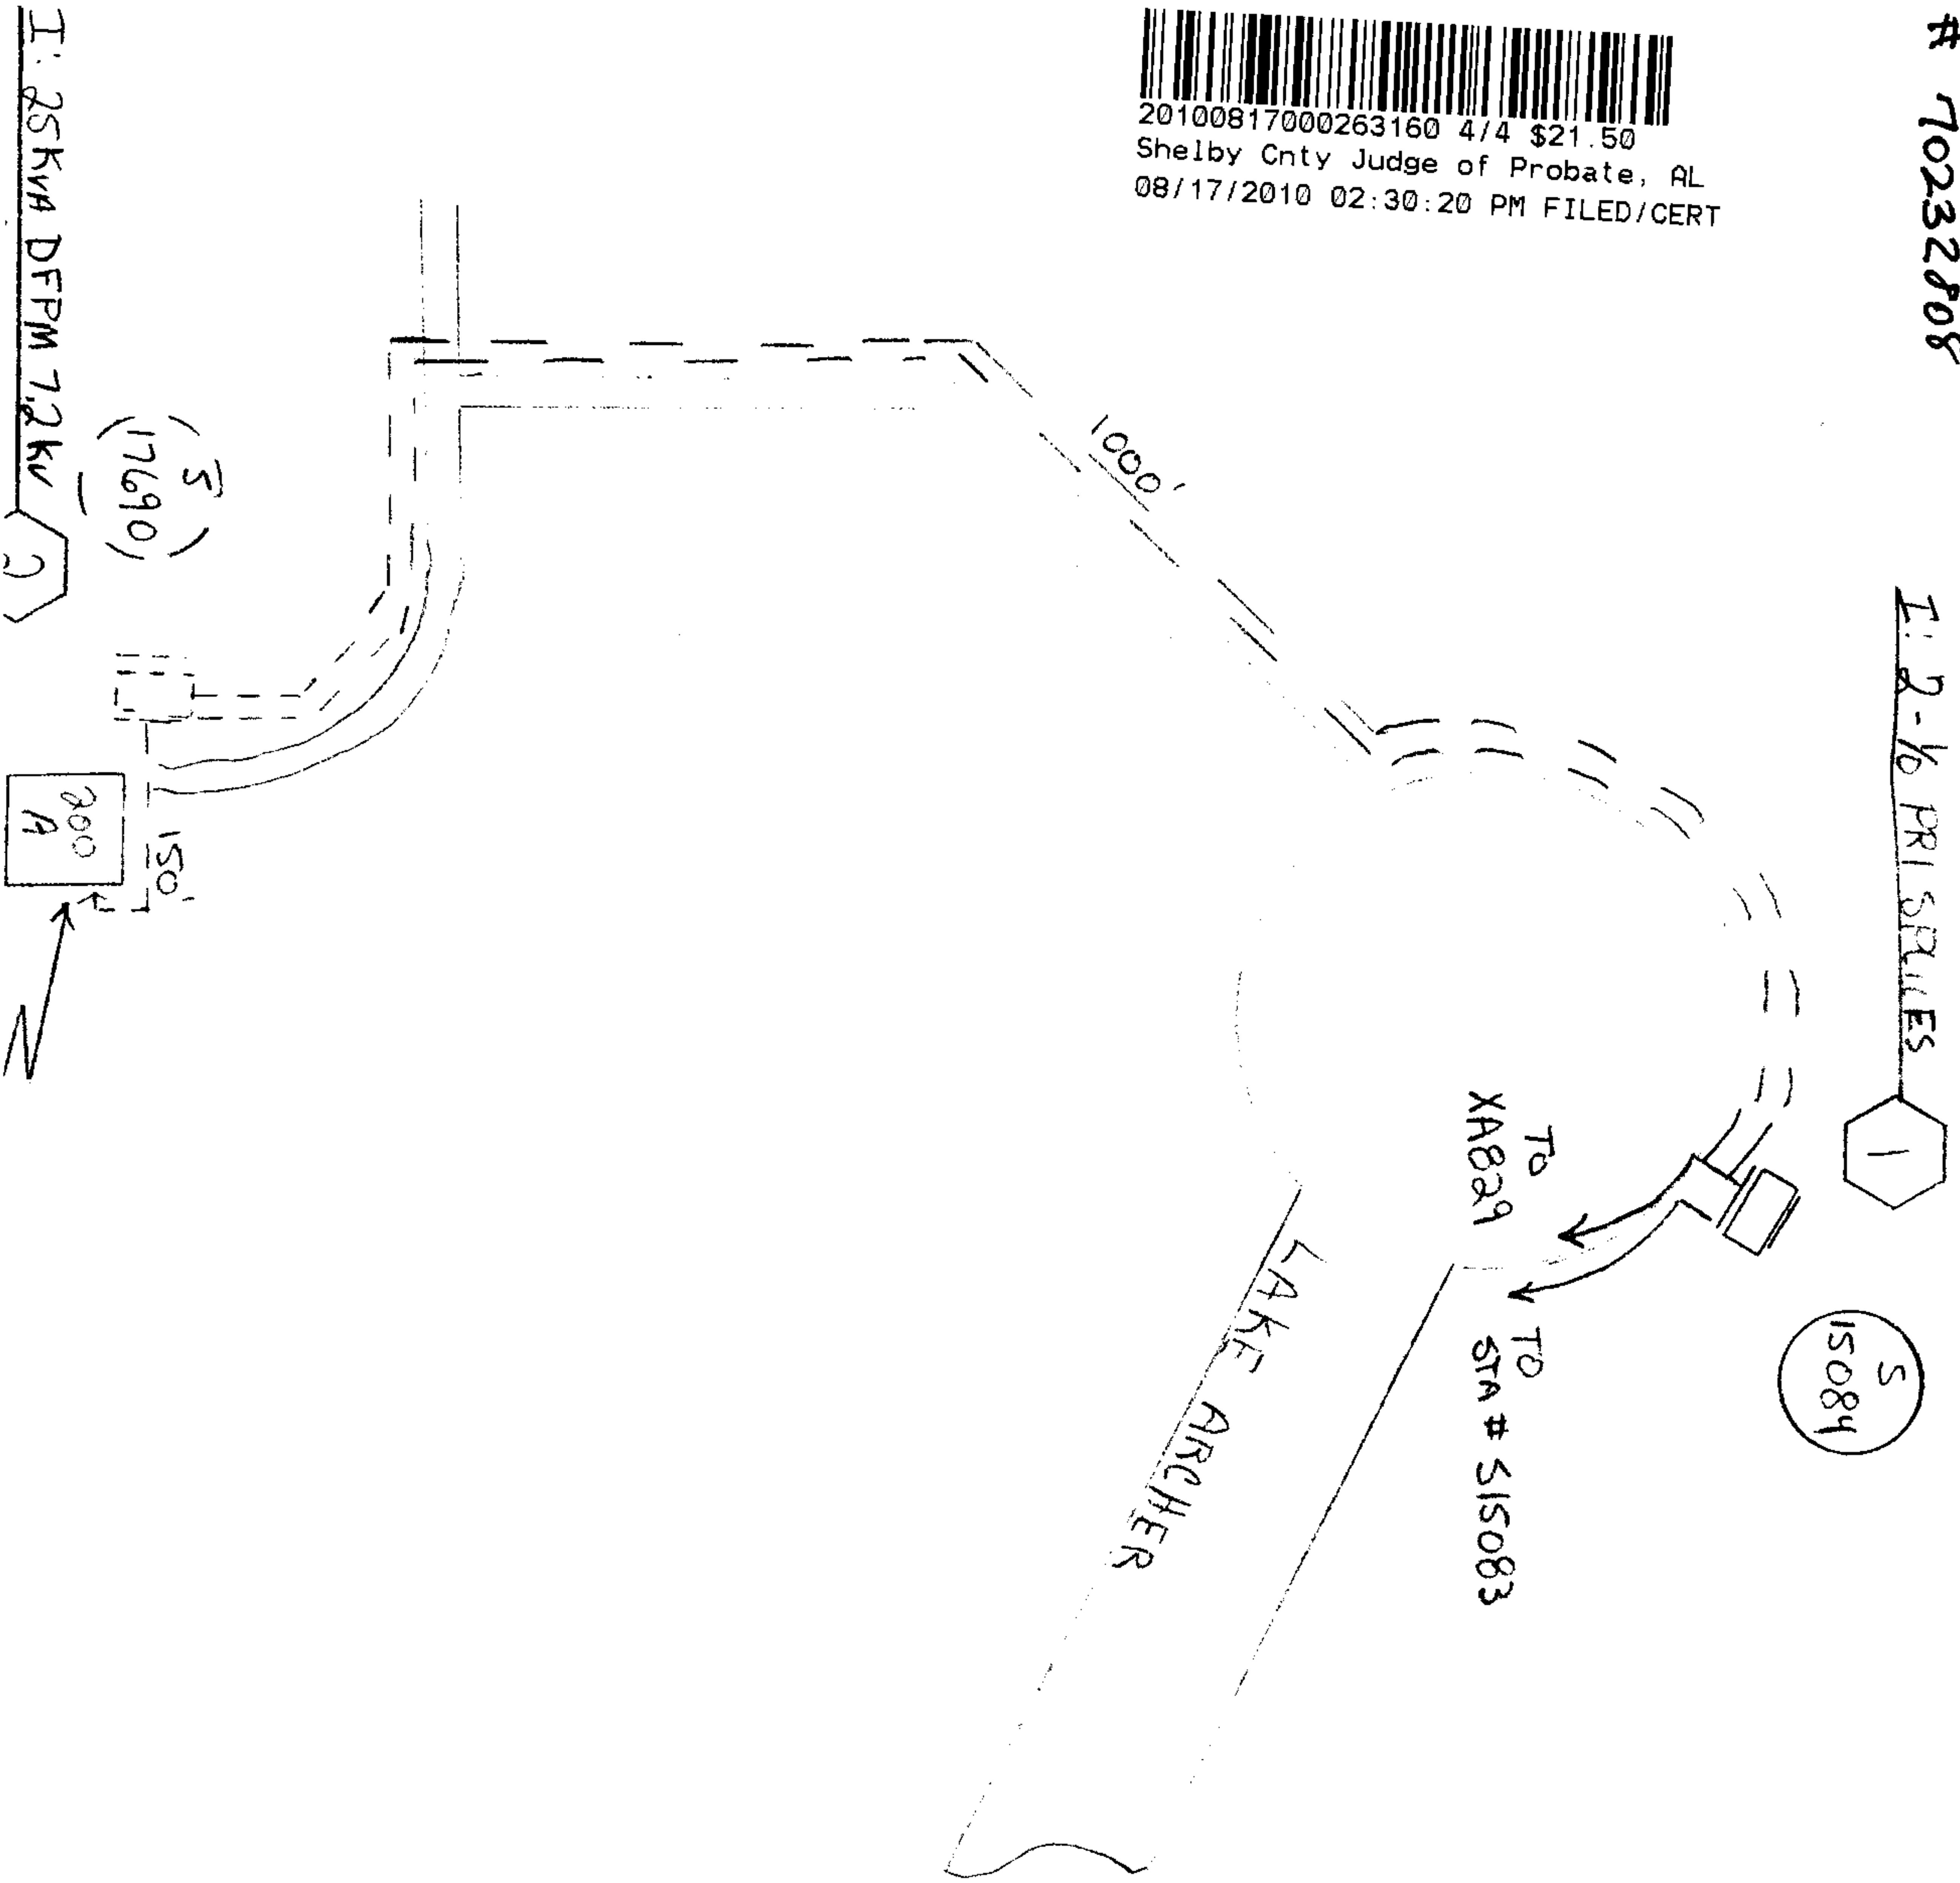 20100817000263160 4/4 $21.50
Shelby Cnty Judge of Probate, AL
08/17/2010 02:30:20 PM FILED/CERT
# 70232808
I: 2 - 1/0 PRI SPLICES
1
S
15084
TO
XA829
TO
STA # S15083
LAKE ARCHER
1000'
I: 25KVA DFPM 7.2KV
2
(S)
(17690)
150'
200
A
N